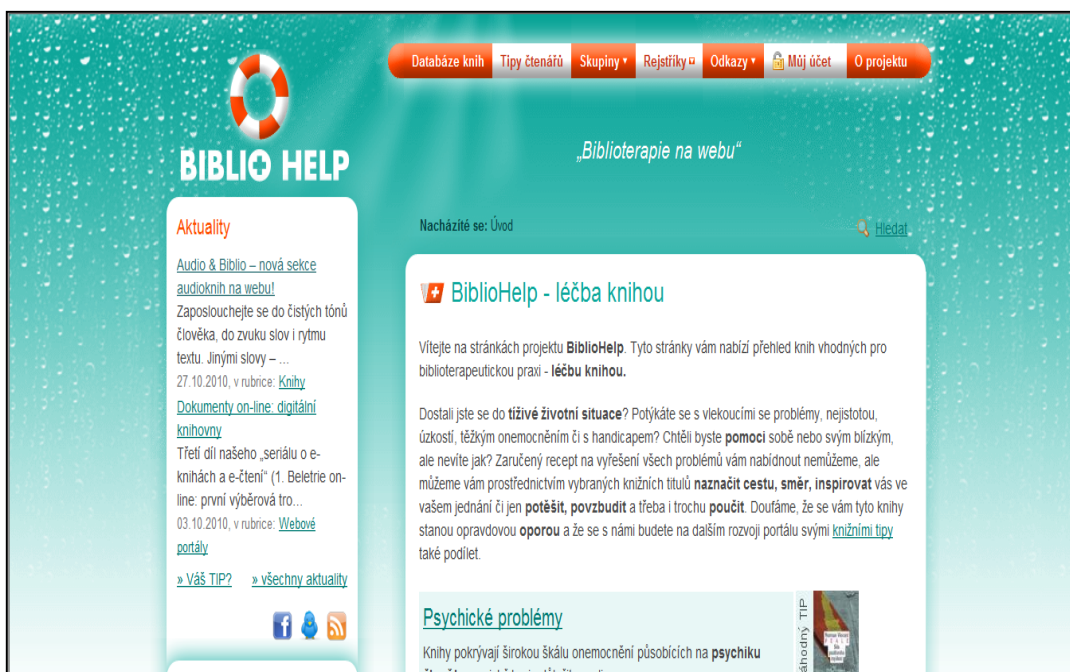 Databáze knih Tipy čtenářů Skupiny Rejstříky Odkazy Můj účet O projektu
BIBLIO HELP
„Biblioterapie na webu“
Nacházíte se: Úvod
Hledat
Aktuality
Audio & Biblio – nová sekce
audioknih na webu!
Zaposlouchejte se do čistých tónů
člověka, do zvuku slov i rytmu
textu. Jinými slovy – ...
27.10.2010, v rubrice: Knihy
Dokumenty on-line: digitální
knihovny
Třetí díl našeho „seriálu o e-
knihách a e-čtení“ (1. Beletrie on-
line: první výběrová tro...
03.10.2010, v rubrice: Webové
portály
» Váš TIP? » všechny aktuality
BiblioHelp - léčba knihou
Vítejte na stránkách projektu BiblioHelp. Tyto stránky vám nabízí přehled knih vhodných pro
biblioterapeutickou praxi - léčbu knihou.
Dostali jste se do tíživé životní situace? Potýkáte se s vlekoucími se problémy, nejistotou,
úzkostí, těžkým onemocněním či s handicapem? Chtěli byste pomoci sobě nebo svým blízkým,
ale nevíte jak? Zaručený recept na vyřešení všech problémů vám nabídnout nemůžeme, ale
můžeme vám prostřednictvím vybraných knižních titulů naznačit cestu, směr, inspirovat vás ve
vašem jednání či jen potěšit, povzbudit a třeba i trochu poučit. Doufáme, že se vám tyto knihy
stanou opravdovou oporou a že se s námi budete na dalším rozvoji portálu svými knižními tipy
také podílet.
Psychické problémy
Knihy pokrývají širokou škálu onemocnění působících na psychiku
áhodný TIP